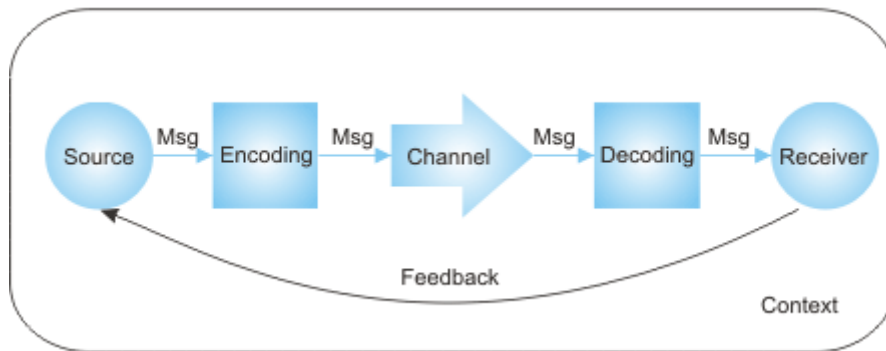 Msg Msg Msg Msg
Source Encoding Channel Decoding Receiver
Feedback
Context